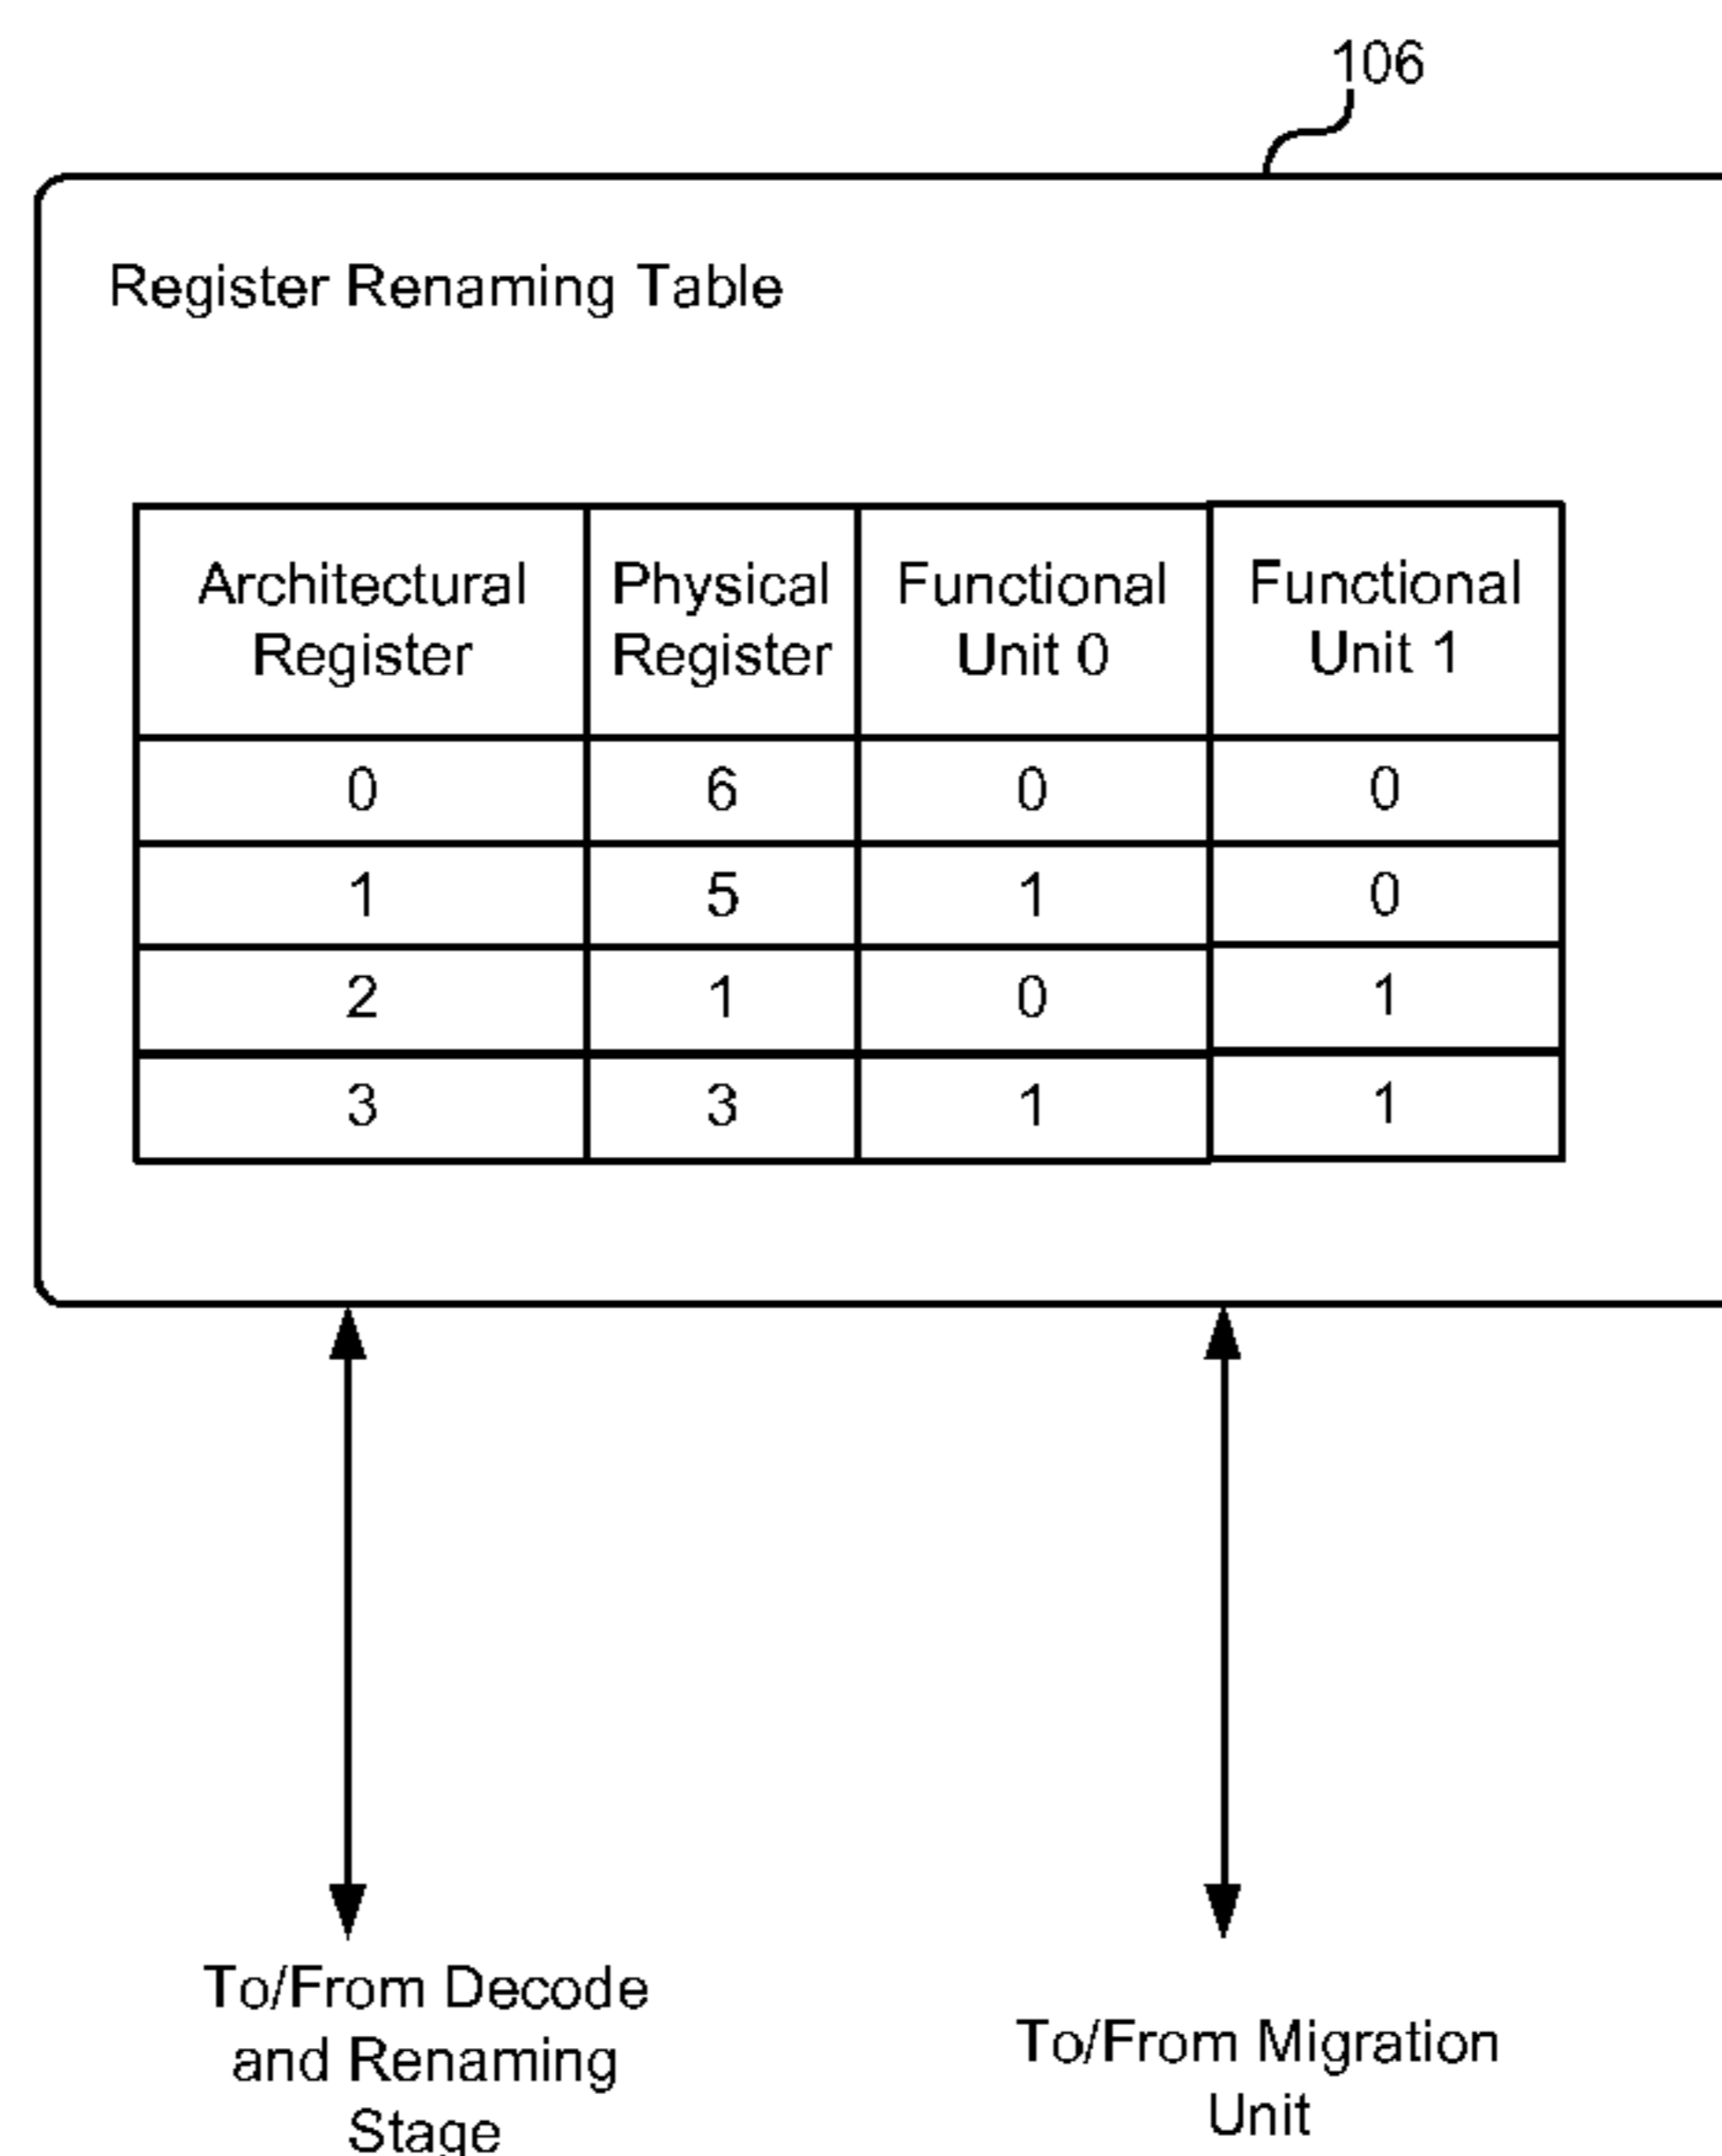 106
Register Renaming Table
Architectural Register Physical Register Functional Unit 0 Functional Unit 1
0 6 0 0
1 5 1 0
2 1 0 1
3 3 1 1
To/From Decode
and Renaming
Stage
To/From Migration
Unit